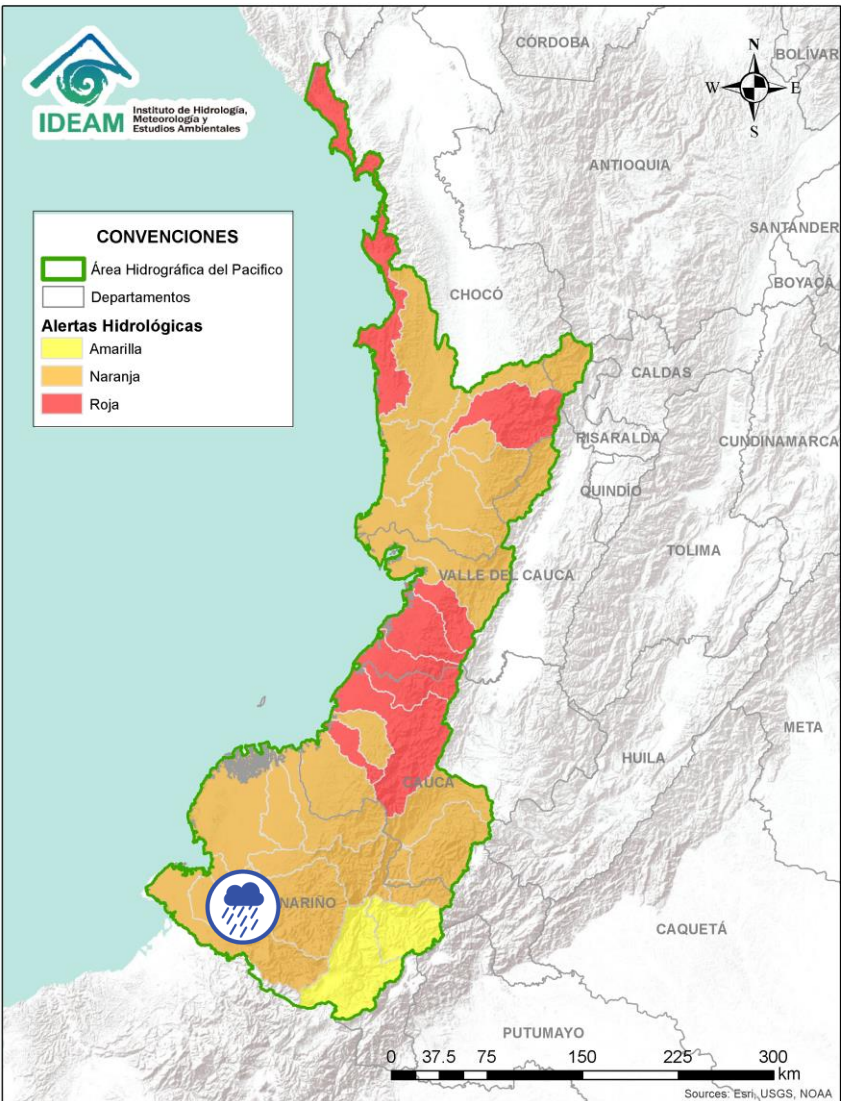 IDEAM
Instituto de Hidrología,
Meteorología y
Estudios Ambientales
N
W E
S
CÓRDOBA
BOLÍVAR
ANTIOQUIA
SANTANDER
BOYACÁ
CHOCÓ
CALDAS
RISARALDA
CUNDINAMARCA
QUINDÍO
TOLIMA
VALLE DEL CAUCA
META
HUILA
CAUCA
NARIÑO
CAQUETÁ
PUTUMAYO
CONVENCIONES
Área Hidrográfica del Pacifico
Departamentos
Alertas Hidrológicas
Amarilla
Naranja
Roja
0 37.5 75 150 225 300
km
Sources: Esri, USGS, NOAA